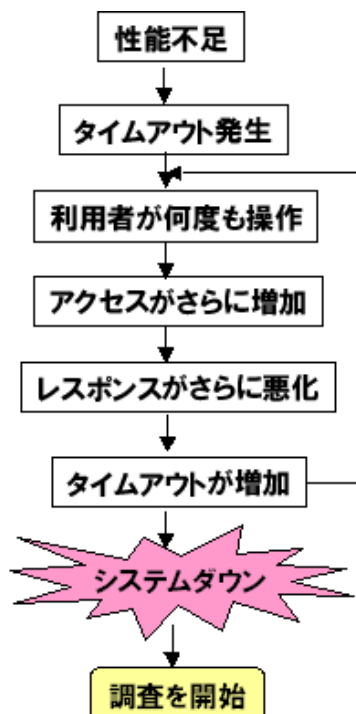 性能不足
タイムアウト発生
利用者が何度も操作
アクセスがさらに増加
レスポンスがさらに悪化
タイムアウトが増加
システムダウン
調査を開始